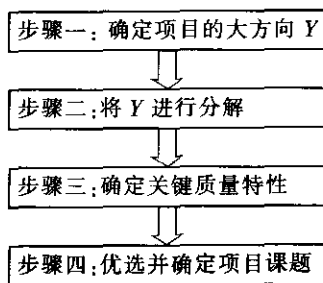 步骤一：确定项目的大方向 Y
步骤二：将 Y 进行分解
步骤三：确定关键质量特性
步骤四：优选并确定项目课题